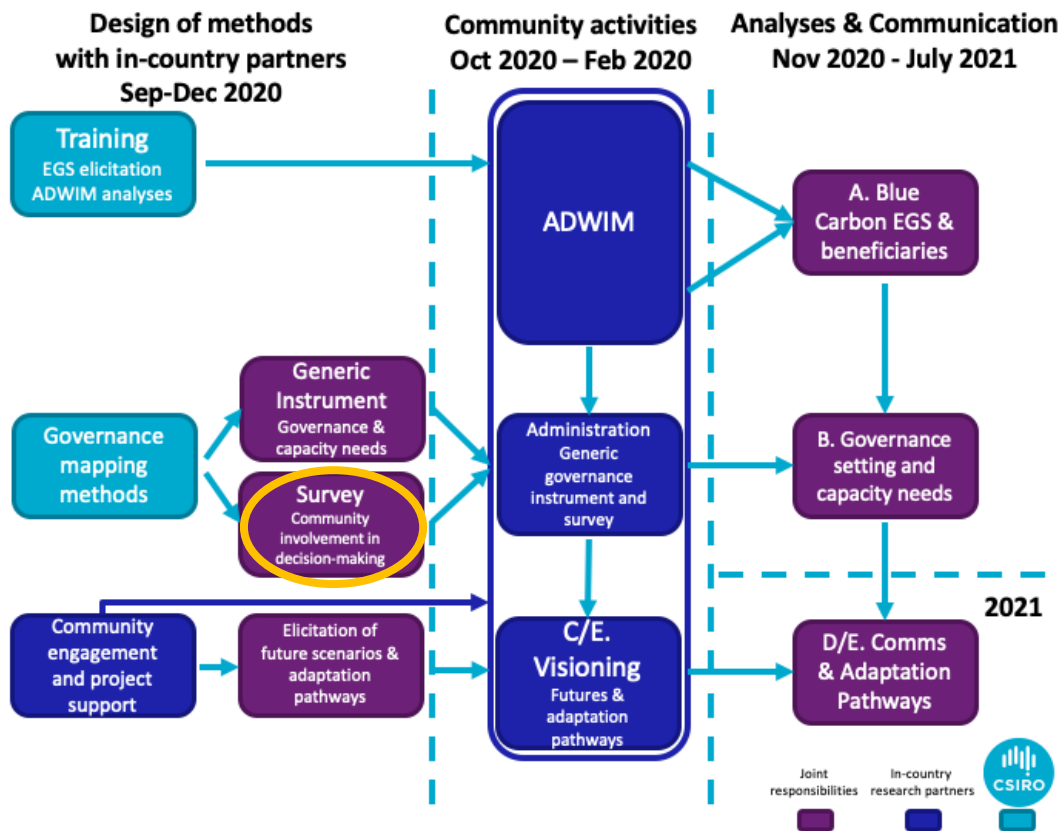 Design of methods
with in-country partners
Sep-Dec 2020
Community activities
Oct 2020 – Feb 2020
Analyses & Communication
Nov 2020 - July 2021
Training
EGS elicitation
ADWIM analyses
ADWIM
A. Blue
Carbon EGS &
beneficiaries
Governance
mapping
methods
Generic
Instrument
Governance &
capacity needs
Survey
Community
involvement in
decision-making
Administration
Generic
governance
instrument and
survey
B. Governance
setting and
capacity needs
2021
Community
engagement
and project
support
Elicitation of
future scenarios &
adaptation
pathways
C/E.
Visioning
Futures &
adaptation
pathways
D/E. Comms
& Adaptation
Pathways
Joint
responsibilities
In-country
research partners
CSIRO